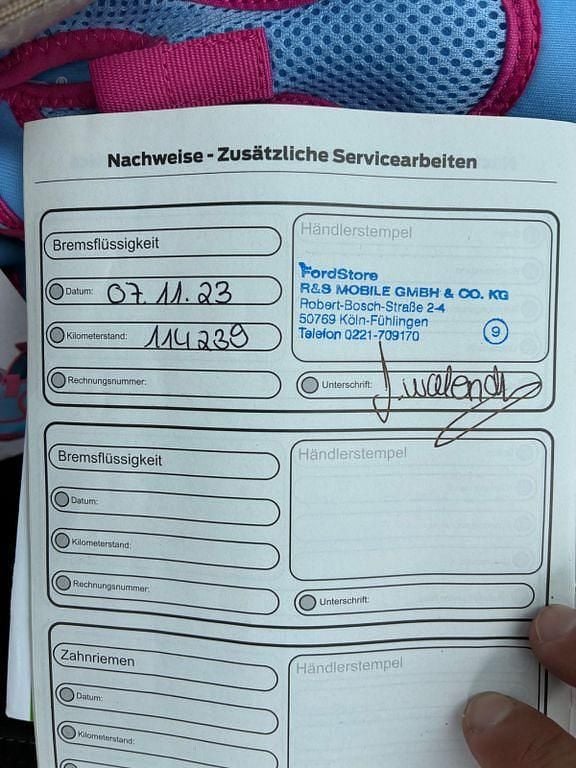 Nachweise - Zusätzliche Servicearbeiten
Bremsflüssigkeit
Datum: 07.11.23
Kilometerstand: 114239
Rechnungsnummer:
Händlerstempel
FordStore
R&S MOBILE GMBH & CO. KG
Robert-Bosch-Straße 2-4
50769 Köln-Fühlingen
Telefon 0221-709170
9
Unterschrift:
Bremsflüssigkeit
Datum:
Kilometerstand:
Rechnungsnummer:
Händlerstempel
Unterschrift:
Zahnriemen
Datum:
Kilometerstand:
Händlerstempel